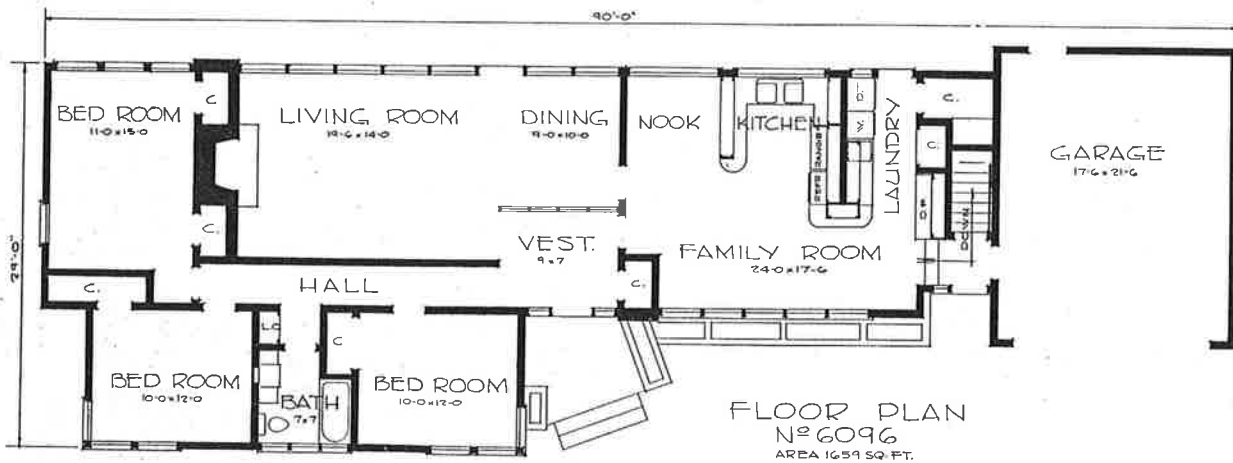 90'-0"
29'-0"
BED ROOM
11-0 x 15-0
C.
LIVING ROOM
19-6 x 14-0
DINING
9-0 x 10-0
NOOK
KITCHEN
RANGE
REFR
D.
W.
LAUNDRY
C.
C.
DOWN
GARAGE
17-6 x 21-6
C.
VEST.
9 x 7
FAMILY ROOM
24-0 x 17-6
C.
HALL
C.
L.C.
C
BED ROOM
10-0 x 12-0
BATH
7 x 7
BED ROOM
10-0 x 12-0
FLOOR PLAN
Nº 6096
AREA 1659 SQ. FT.